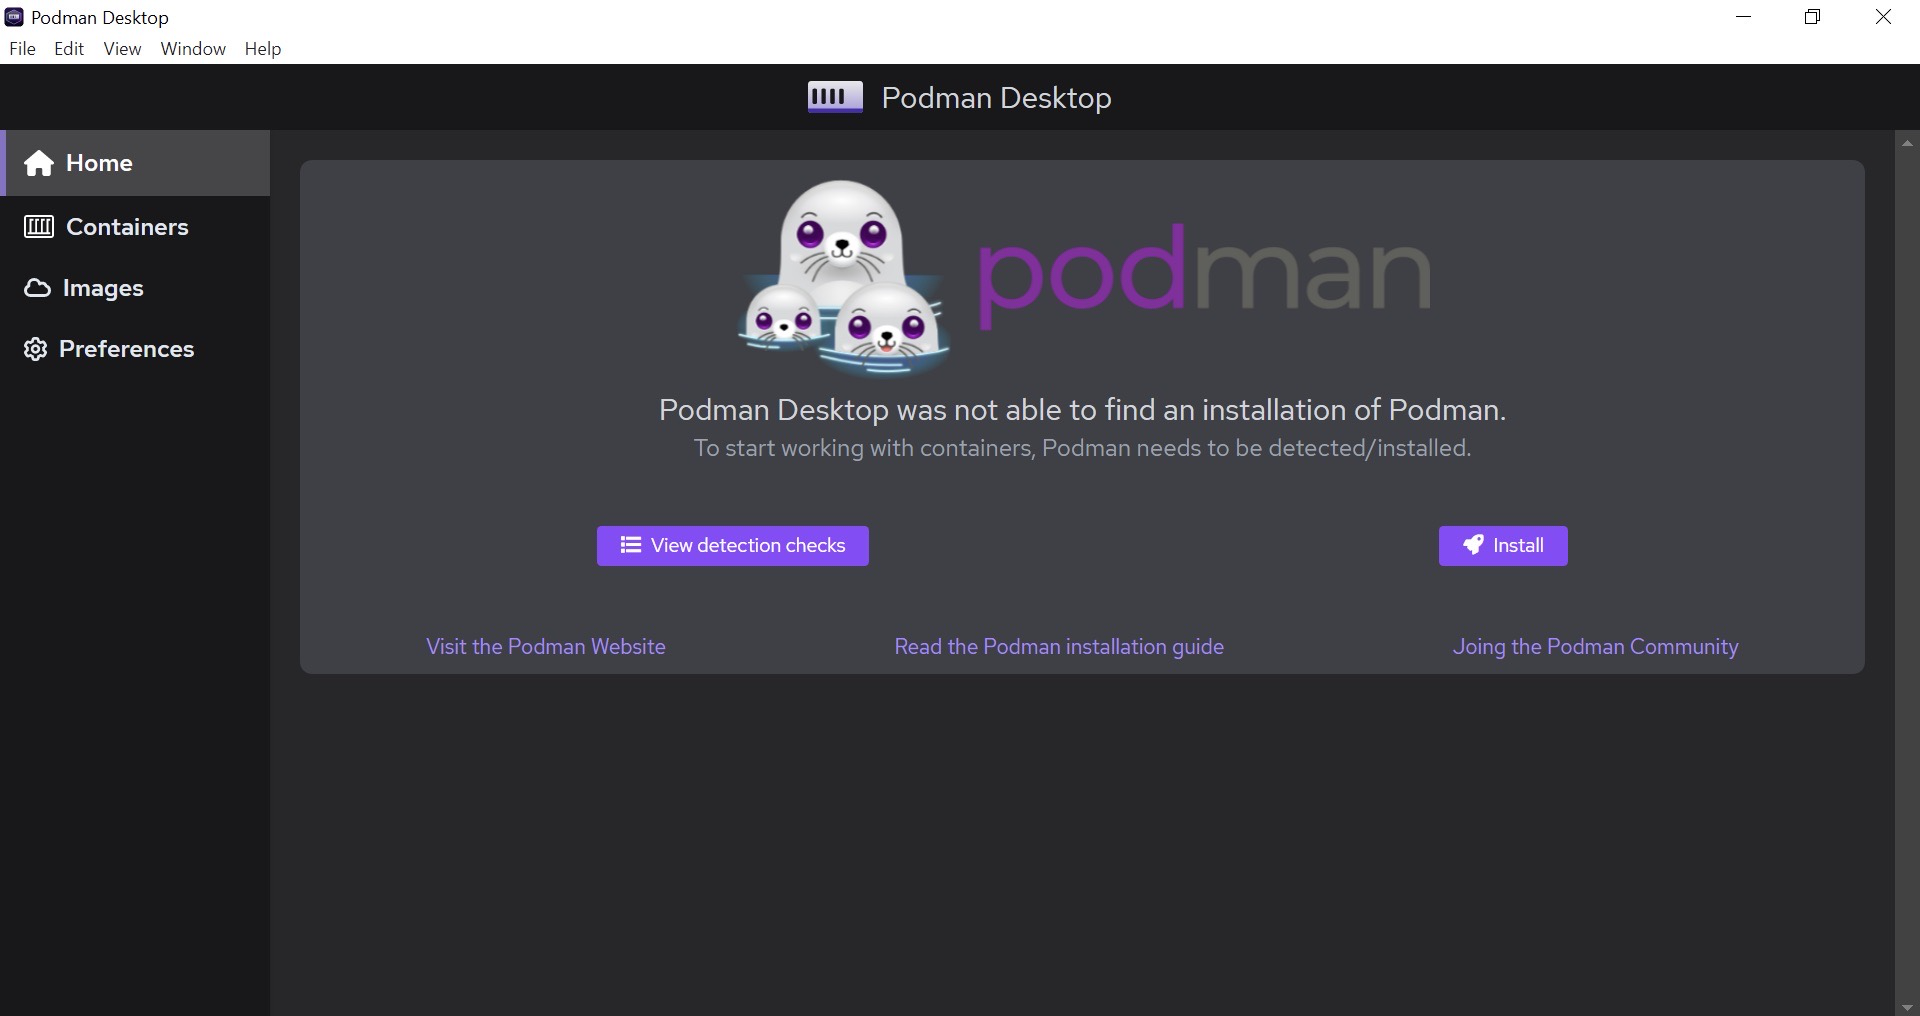 Podman Desktop
File Edit View Window Help
Podman Desktop
Home
Containers
Images
Preferences
podman
Podman Desktop was not able to find an installation of Podman.
To start working with containers, Podman needs to be detected/installed.
View detection checks
Install
Visit the Podman Website
Read the Podman installation guide
Joing the Podman Community